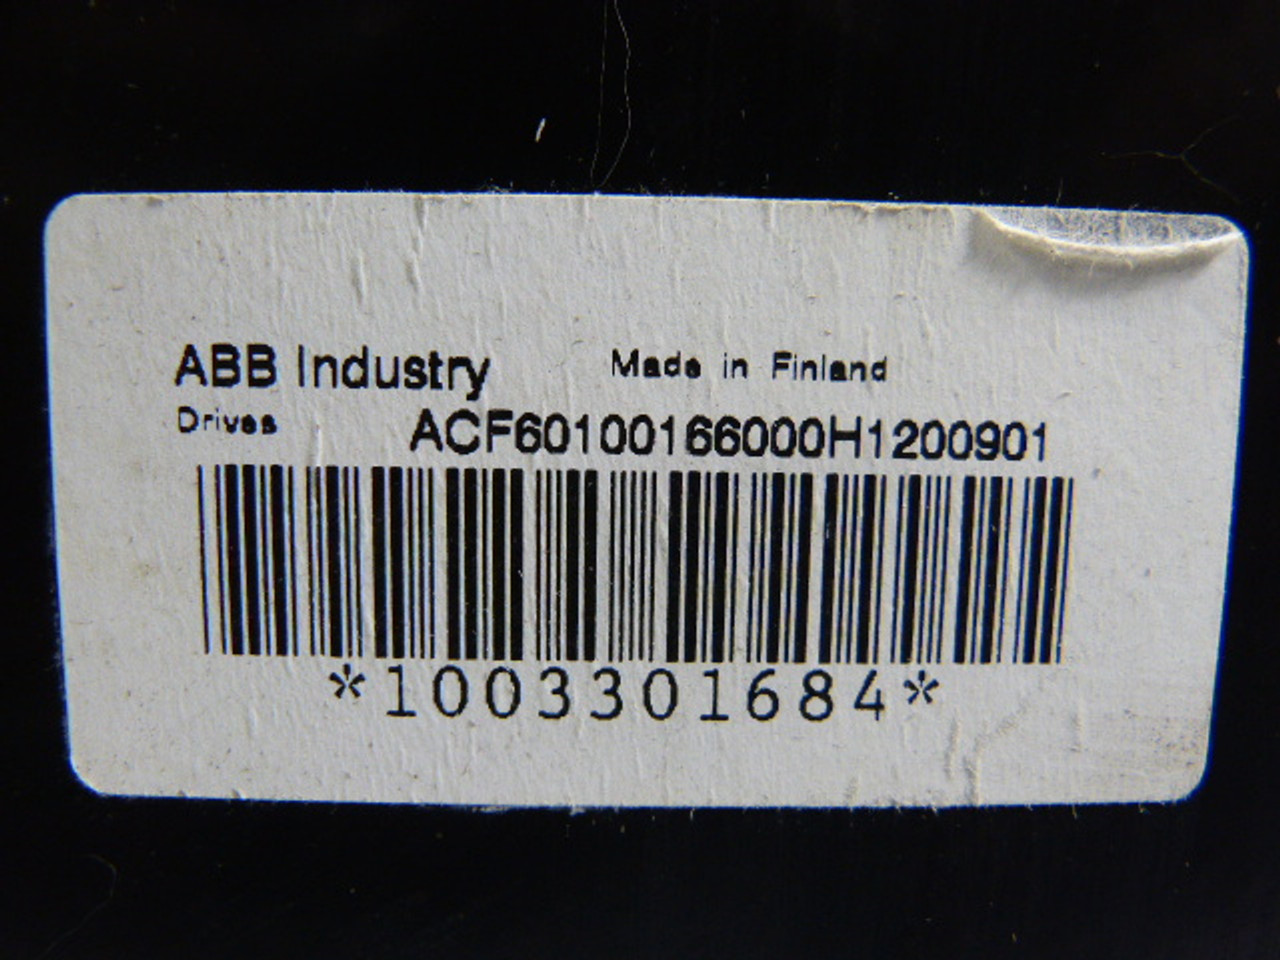 ABB Industry Made in Finland
Drives ACF60100166000H1200901
*1003301684*